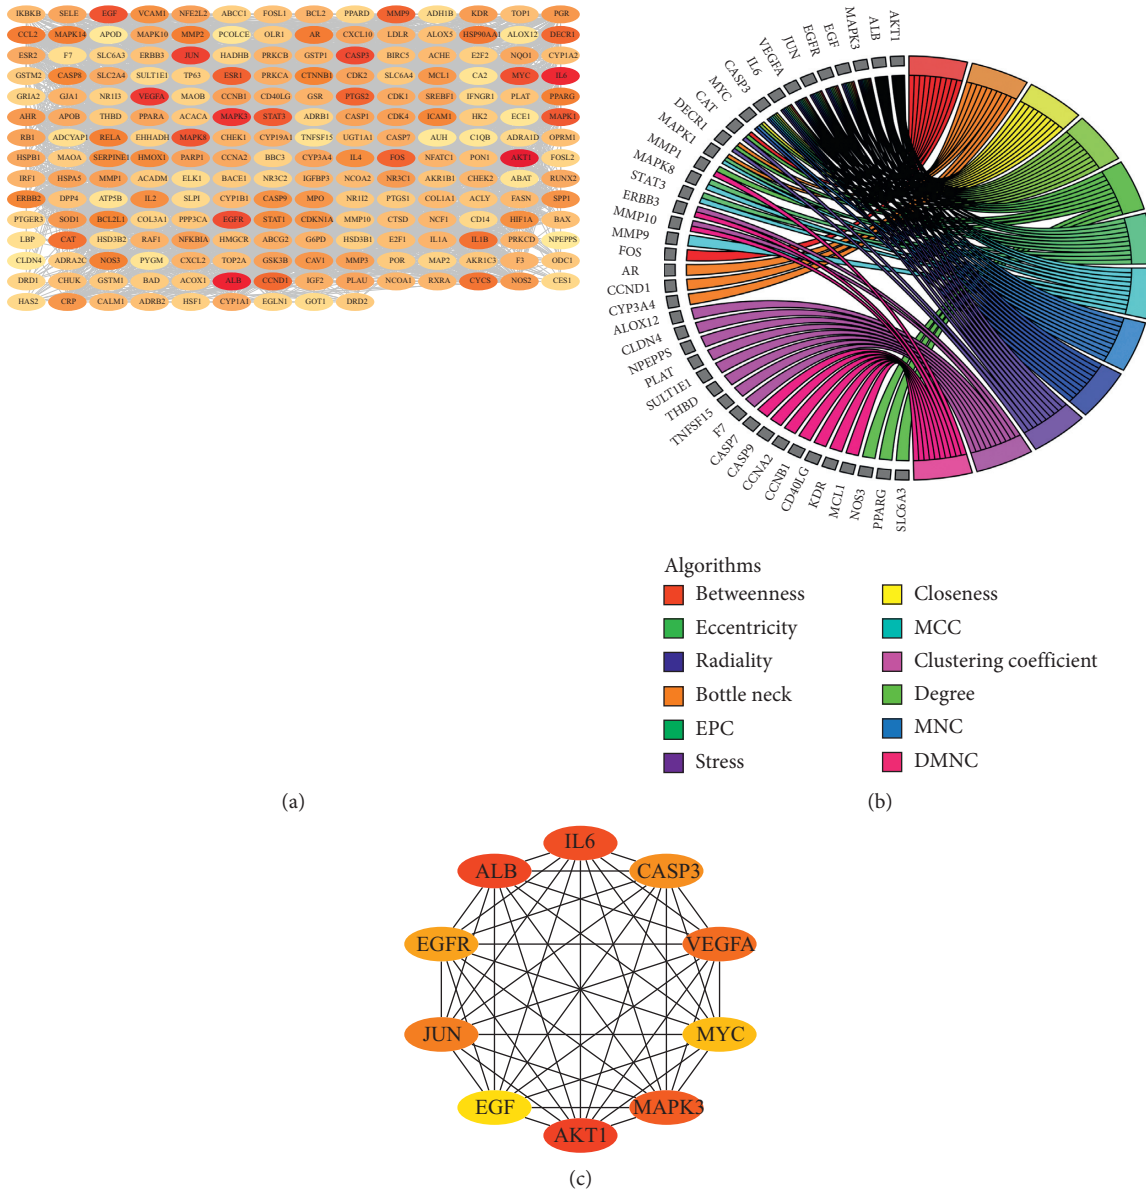 IKBKB SELE EGF VCAM1 NFE2L2 ABCC1 FOSL1 BCL2 PPARD MMP9 ADH1B KDR TOP1 PGR
CCL2 MAPK14 APOD MAPK10 MMP2 PCOLCE OLR1 AR CXCL10 LDLR ALOX5 HSP90AA1 ALOX12 DECR1
ESR2 F7 SLC6A3 ERBB3 JUN HADHB PRKCB GSTP1 CASP3 BIRC5 ACHE E2F2 NQO1 CYP1A2
GSTM2 CASP8 SLC2A4 SULT1E1 TP63 ESR1 PRKCA CTNNB1 CDK2 SLC6A4 MCL1 CA2 MYC IL6
GRIA2 GJA1 NR1I3 VEGFA MAOB CCNB1 CD40LG GSR PTGS2 CDK1 SREBF1 IFNGR1 PLAT PPARG
AHR APOB THBD PPARA ACACA MAPK3 STAT3 ADRB1 CASP1 CDK4 ICAM1 HK2 ECE1 MAPK1
RB1 ADCYAP1 RELA EHHADH MAPK8 CHEK1 CYP19A1 TNFSF15 UGT1A1 CASP7 AUH C1QB ADRA1D OPRM1
HSPB1 MAOA SERPINE1 HMOX1 PARP1 CCNA2 BBC3 CYP3A4 IL4 FOS NFATC1 PON1 AKT1 FOSL2
IRF1 HSPA5 MMP1 ACADM ELK1 BACE1 NR3C2 IGFBP3 NCOA2 NR3C1 AKR1B1 CHEK2 ABAT RUNX2
ERBB2 DPP4 ATP5B IL2 SLPI CYP1B1 CASP9 MPO NR1I2 PTGS1 COL1A1 ACLY FASN SPP1
PTGER3 SOD1 BCL2L1 COL3A1 PPP3CA EGFR STAT1 CDKN1A MMP10 CTSD NCF1 CD14 HIF1A BAX
LBP CAT HSD3B2 RAF1 NFKBIA HMGCR ABCG2 G6PD HSD3B1 E2F1 IL1A IL1B PRKCD NPEPPS
CLDN4 ADRA2C NOS3 PYGM CXCL2 TOP2A GSK3B CAV1 MMP3 POR MAP2 AKR1C3 F3 ODC1
DRD1 CHUK GSTM1 BAD ACOX1 ALB CCND1 IGF2 PLAU NCOA1 RXRA CYCS NOS2 CES1
HAS2 CRP CALM1 ADRB2 HSF1 CYP1A1 EGLN1 GOT1 DRD2
(a)
AKT1
ALB
MAPK3
EGF
EGFR
JUN
VEGFA
IL6
CASP3
MYC
CAT
DECR1
MAPK1
MMP1
MAPK8
STAT3
ERBB3
MMP10
MMP9
FOS
AR
CCND1
CYP3A4
ALOX12
CLDN4
NPEPPS
PLAT
SULT1E1
THBD
TNFSF15
F7
CASP7
CASP9
CCNA2
CCNB1
CD40LG
KDR
MCL1
NOS3
PPARG
SLC6A3
Algorithms
Betweenness
Eccentricity
Radiality
Bottle neck
EPC
Stress
Closeness
MCC
Clustering coefficient
Degree
MNC
DMNC
(b)
IL6
ALB CASP3
EGFR VEGFA
JUN MYC
EGF MAPK3
AKT1
(c)